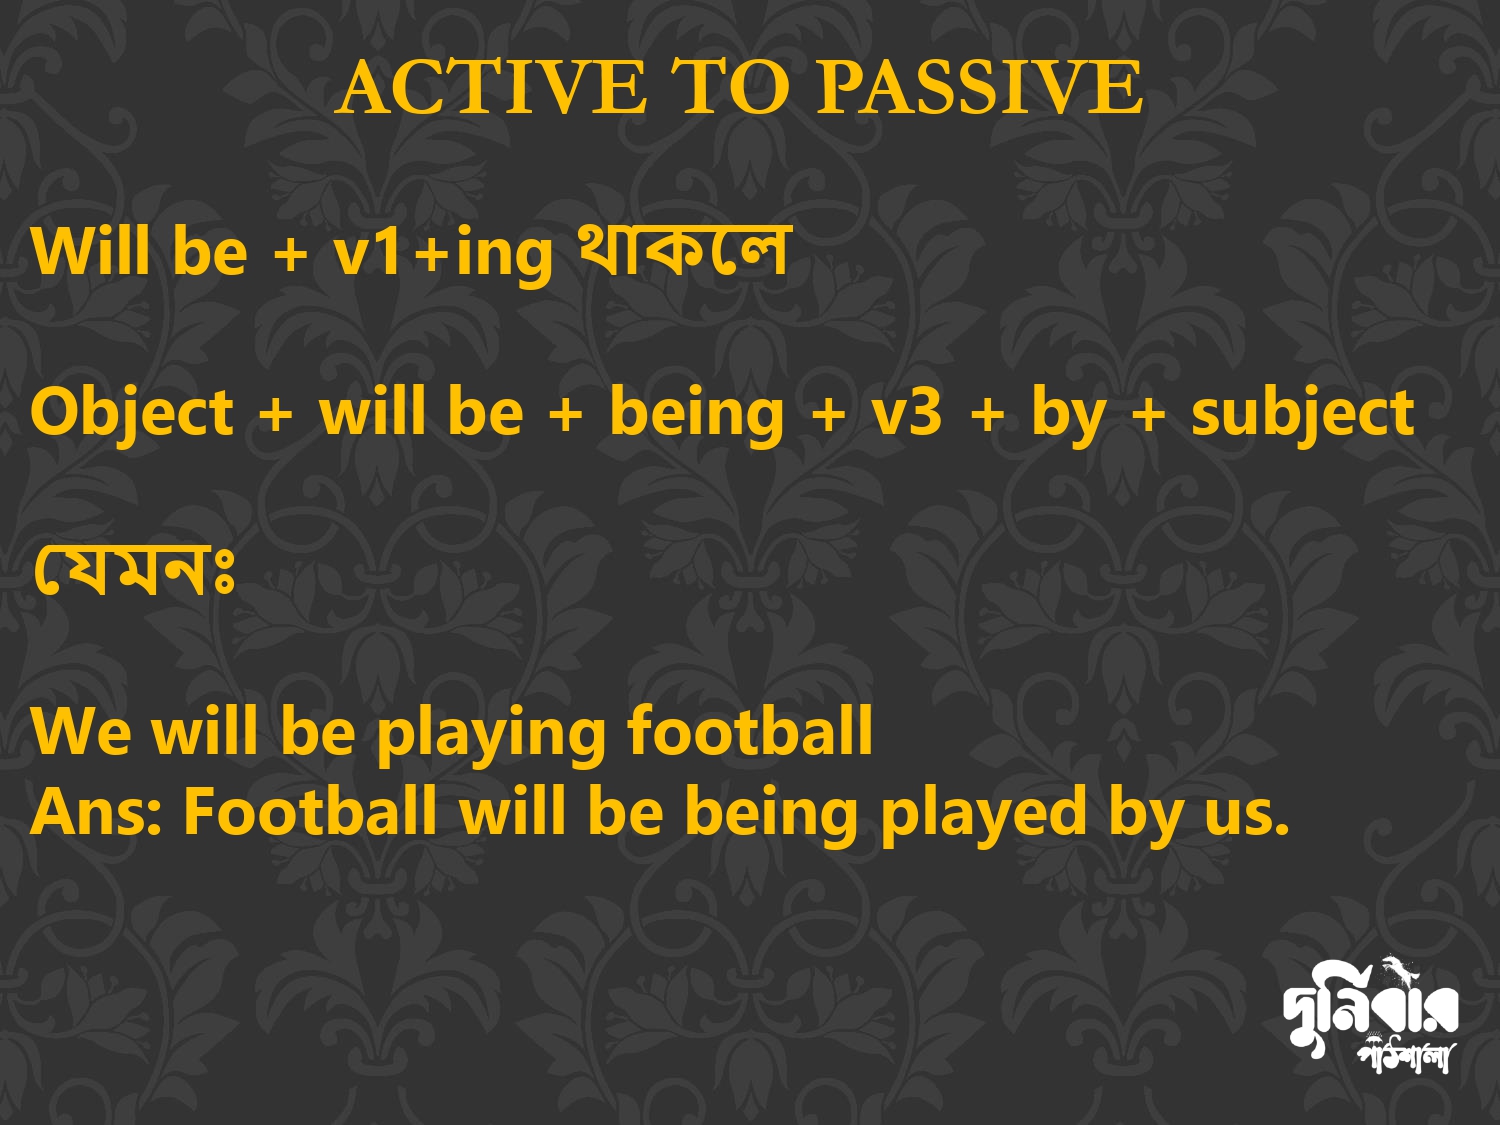 ACTIVE TO PASSIVE
Will be + v1+ing থাকলে
Object + will be + being + v3 + by + subject
যেমনঃ
We will be playing football
Ans: Football will be being played by us.
দুর্নিবার
পাঠশালা